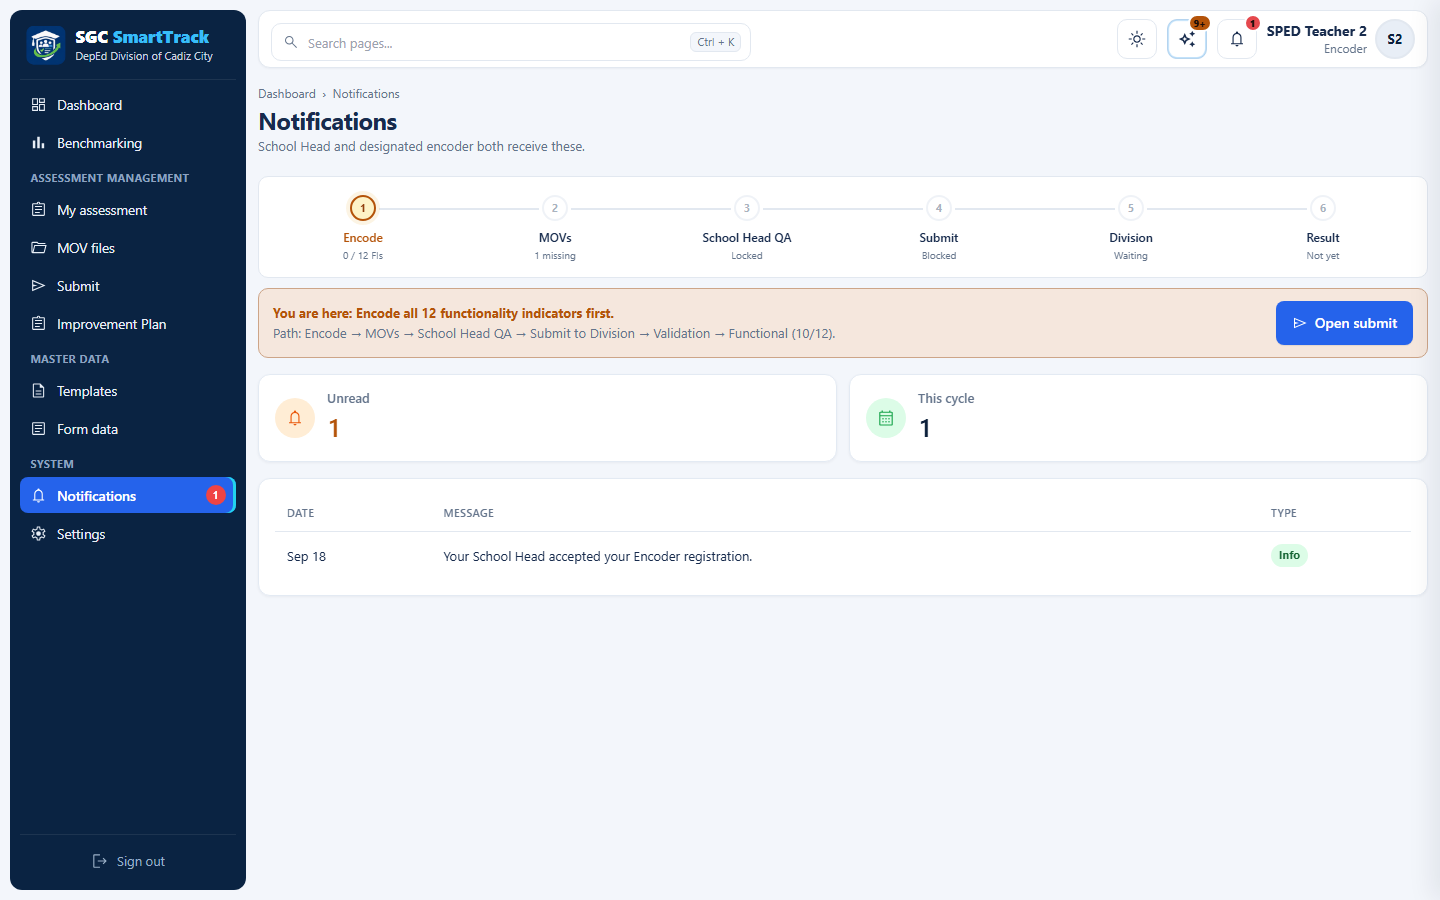 SGC SmartTrack
DepEd Division of Cadiz City
Dashboard
Benchmarking
ASSESSMENT MANAGEMENT
My assessment
MOV files
Submit
Improvement Plan
MASTER DATA
Templates
Form data
SYSTEM
Notifications 1
Settings
Sign out
Search pages... Ctrl + K
9+
1
SPED Teacher 2
Encoder
S2
Dashboard › Notifications
Notifications
School Head and designated encoder both receive these.
1 2 3 4 5 6
Encode MOVs School Head QA Submit Division Result
0 / 12 FIs 1 missing Locked Blocked Waiting Not yet
You are here: Encode all 12 functionality indicators first.
Path: Encode → MOVs → School Head QA → Submit to Division → Validation → Functional (10/12).
Open submit
Unread
1
This cycle
1
DATE MESSAGE TYPE
Sep 18 Your School Head accepted your Encoder registration. Info